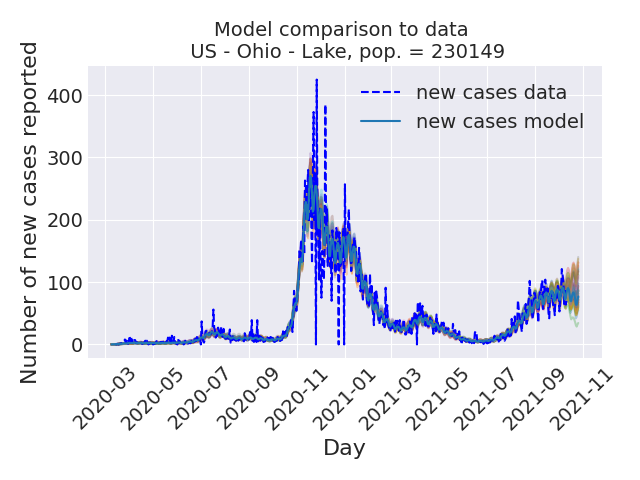 Model comparison to data
US - Ohio - Lake, pop. = 230149
Number of new cases reported
400
300
200
100
0
new cases data
new cases model
2020-03
2020-05
2020-07
2020-09
2020-11
2021-01
2021-03
2021-05
2021-07
2021-09
2021-11
Day